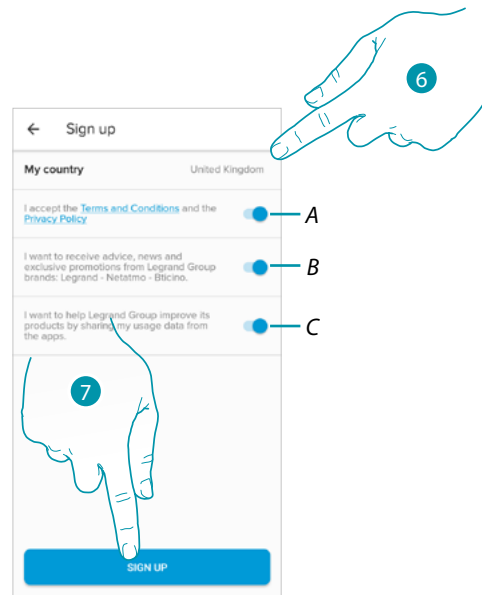 6
← Sign up
My country United Kingdom
I accept the Terms and Conditions and the
Privacy Policy
A
I want to receive advice, news and
exclusive promotions from Legrand Group
brands: Legrand - Netatmo - Bticino.
B
I want to help Legrand Group improve its
products by sharing my usage data from
the apps.
C
7
SIGN UP